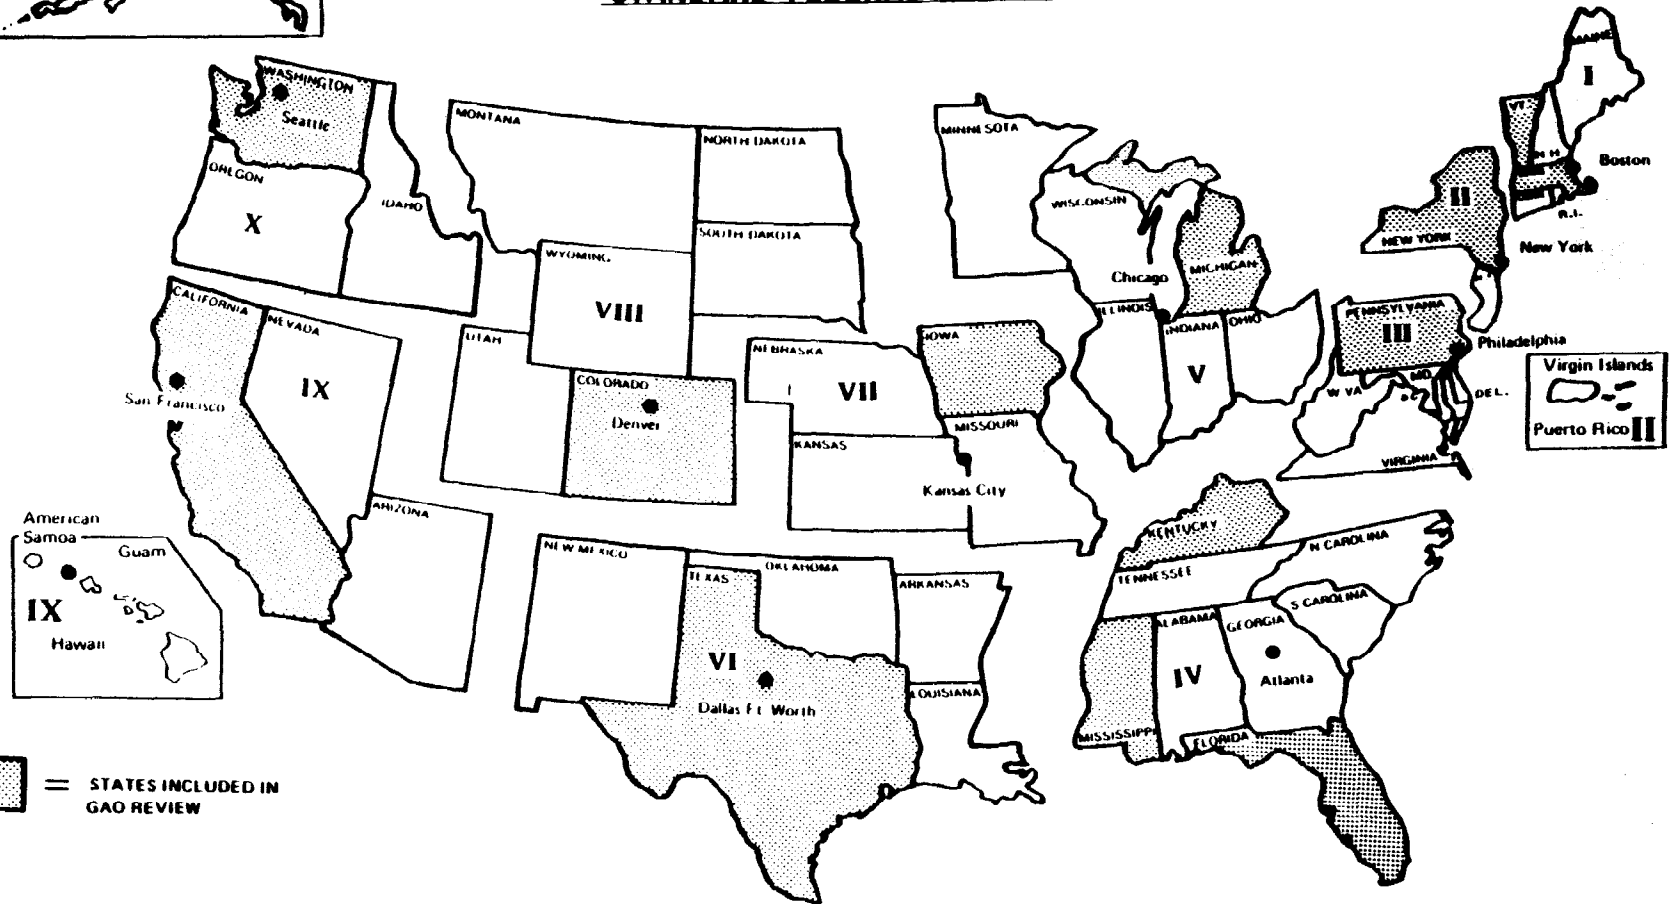 MAINE
I
WASHINGTON
Seattle
MONTANA
NORTH DAKOTA
MINNESOTA
VT.
N H
Boston
OREGON
X
IDAHO
WISCONSIN
II
R.I.
SOUTH DAKOTA
NEW YORK
New York
WYOMING
Chicago
MICHIGAN
CALIFORNIA
NEVADA
VIII
ILLINOIS
INDIANA
OHIO
PENNSYLVANIA
III
Philadelphia
UTAH
NEBRASKA
IOWA
Virgin Islands
IX
COLORADO
VII
V
MD.
W VA
DEL.
San Francisco
Denver
MISSOURI
Puerto Rico II
KANSAS
VIRGINIA
Kansas City
ARIZONA
American
Samoa
Guam
KENTUCKY
N CAROLINA
NEW MEXICO
TEXAS
OKLAHOMA
ARKANSAS
TENNESSEE
IX
Hawaii
S CAROLINA
ALABAMA
GEORGIA
VI
IV
Atlanta
LOUISIANA
Dallas Ft. Worth
MISSISSIPPI
FLORIDA
= STATES INCLUDED IN
GAO REVIEW